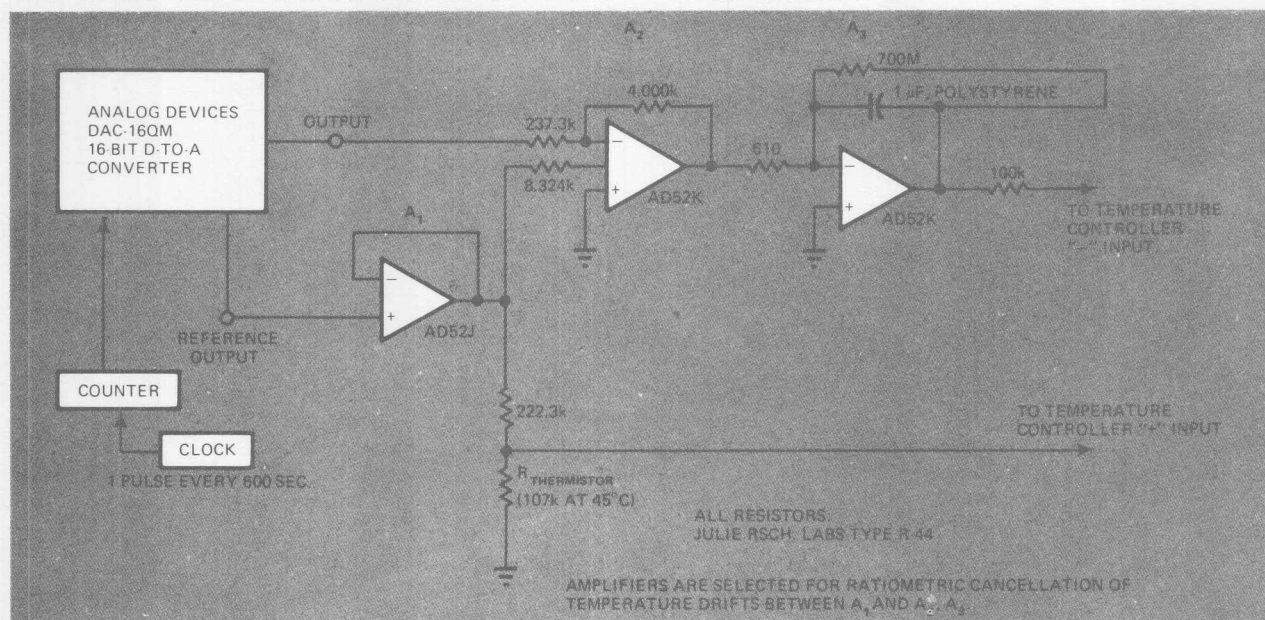 A₂
A₃
700M
1 µF, POLYSTYRENE
4.000k
ANALOG DEVICES
DAC-16QM
16-BIT D-TO-A
CONVERTER
OUTPUT
237.3k
8.324k
−
+
AD52K
610
−
+
AD52K
100k
TO TEMPERATURE
CONTROLLER
"−" INPUT
A₁
−
+
AD52J
REFERENCE
OUTPUT
COUNTER
CLOCK
1 PULSE EVERY 600 SEC.
222.3k
TO TEMPERATURE
CONTROLLER "+" INPUT
R THERMISTOR
(107k AT 45°C)
ALL RESISTORS
JULIE RSCH. LABS TYPE R-44
AMPLIFIERS ARE SELECTED FOR RATIOMETRIC CANCELLATION OF
TEMPERATURE DRIFTS BETWEEN A₁ AND A₂, A₃